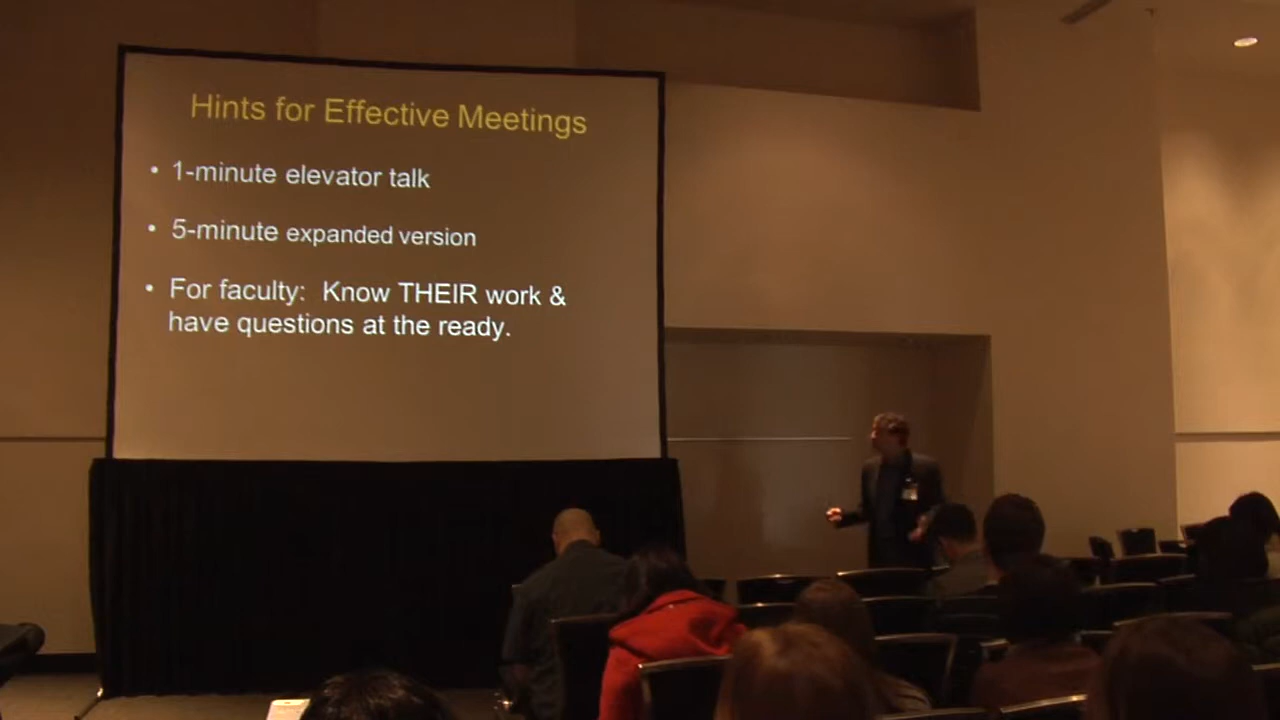 Hints for Effective Meetings
• 1-minute elevator talk
• 5-minute expanded version
• For faculty: Know THEIR work &
have questions at the ready.